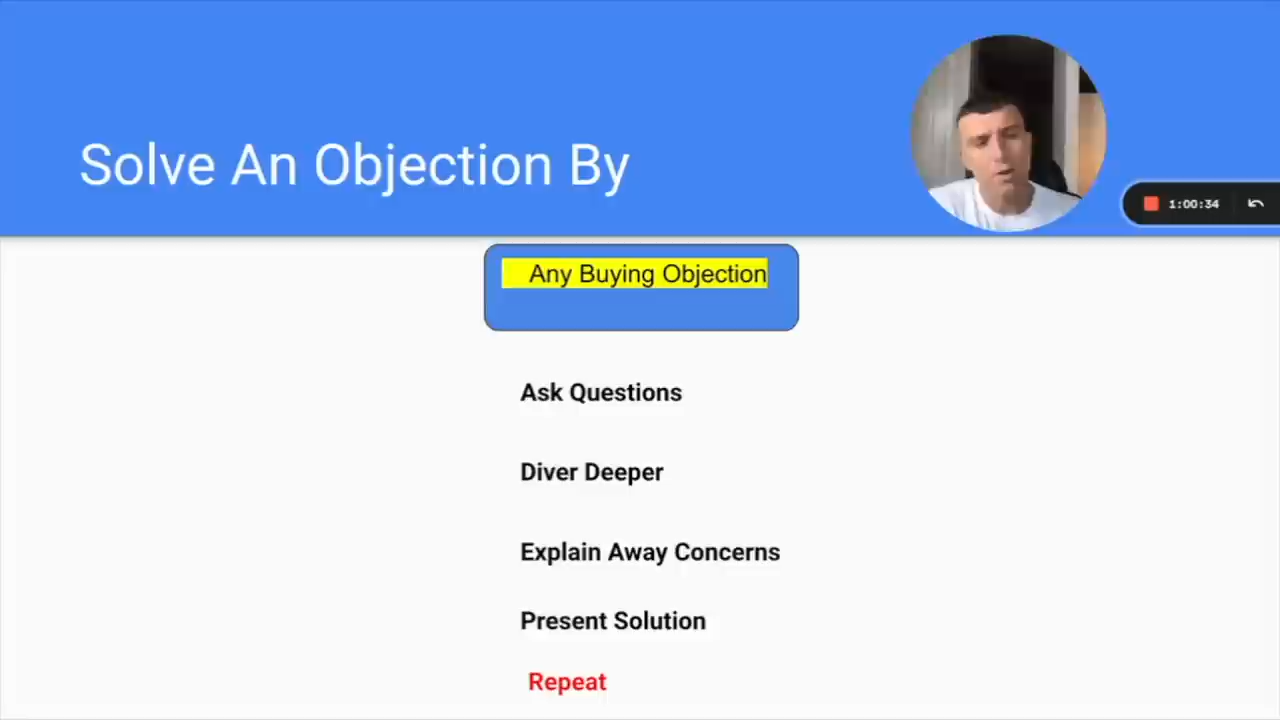 Solve An Objection By
1:00:34
Any Buying Objection
Ask Questions
Diver Deeper
Explain Away Concerns
Present Solution
Repeat